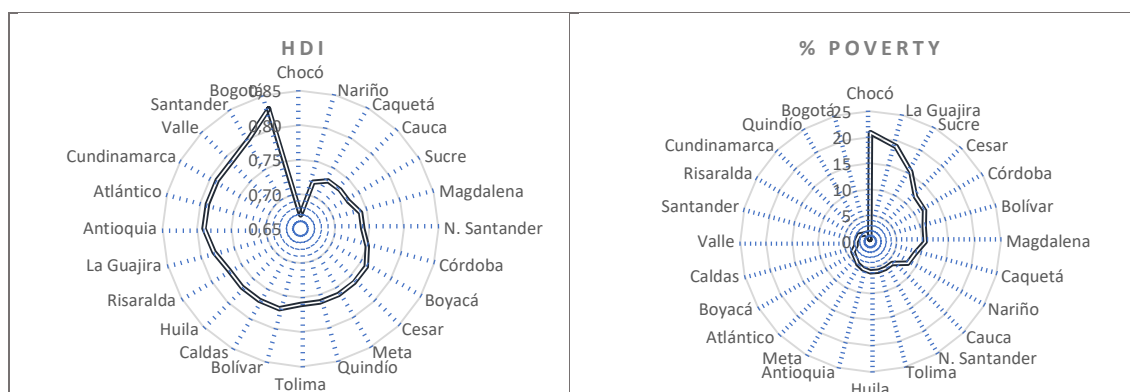 HDI
Chocó
Nariño
Caquetá
Cauca
Sucre
Magdalena
N. Santander
Córdoba
Boyacá
Cesar
Meta
Quindío
Tolima
Bolívar
Caldas
Huila
Risaralda
La Guajira
Antioquia
Atlántico
Cundinamarca
Valle
Santander
Bogotá
0,85
0,80
0,75
0,70
0,65
% POVERTY
Chocó
La Guajira
Sucre
Cesar
Córdoba
Bolívar
Magdalena
Caquetá
Nariño
Cauca
N. Santander
Tolima
Huila
Antioquia
Meta
Atlántico
Boyacá
Caldas
Valle
Santander
Risaralda
Cundinamarca
Quindío
Bogotá
25
20
15
10
5
0